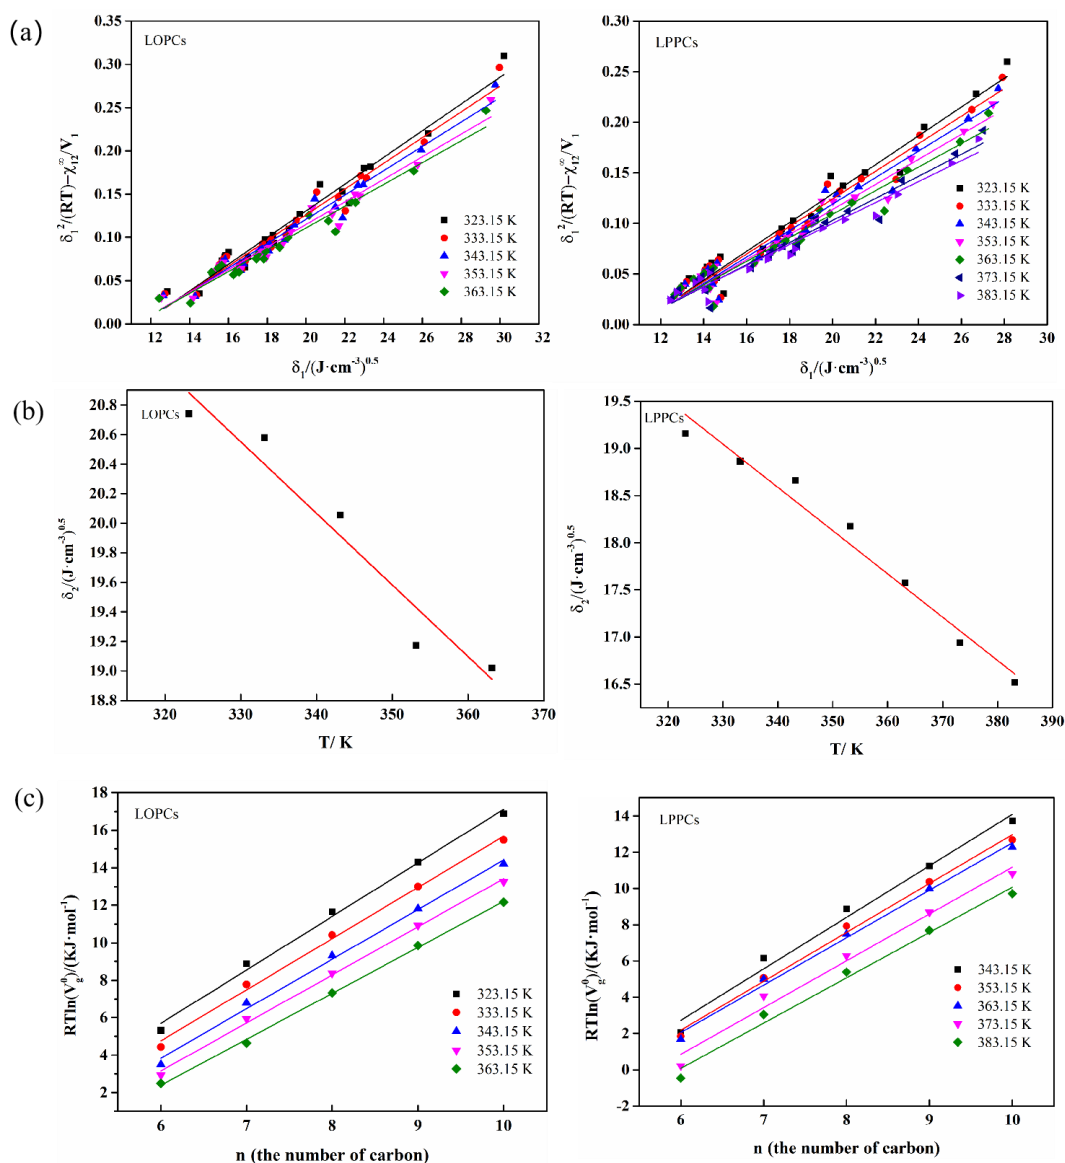 (a)
LOPCs
0.35
0.30
0.25
0.20
0.15
0.10
0.05
0.00
δ₁²/(RT)−χ₁₂^∞/V₁
323.15 K
333.15 K
343.15 K
353.15 K
363.15 K
12 14 16 18 20 22 24 26 28 30 32
δ₁/(J·cm⁻³)⁰·⁵
LPPCs
0.30
0.25
0.20
0.15
0.10
0.05
0.00
δ₁²/(RT)−χ₁₂^∞/V₁
323.15 K
333.15 K
343.15 K
353.15 K
363.15 K
373.15 K
383.15 K
10 12 14 16 18 20 22 24 26 28 30
δ₁/(J·cm⁻³)⁰·⁵
(b)
LOPCs
20.8
20.6
20.4
20.2
20.0
19.8
19.6
19.4
19.2
19.0
18.8
δ₂/(J·cm⁻³)⁰·⁵
320 330 340 350 360 370
T/ K
LPPCs
19.5
19.0
18.5
18.0
17.5
17.0
16.5
δ₂/(J·cm⁻³)⁰·⁵
320 330 340 350 360 370 380 390
T/ K
(c)
LOPCs
18
16
14
12
10
8
6
4
2
RTln(V_g⁰)/(KJ·mol⁻¹)
323.15 K
333.15 K
343.15 K
353.15 K
363.15 K
6 7 8 9 10
n (the number of carbon)
LPPCs
14
12
10
8
6
4
2
0
-2
RTln(V_g⁰)/(KJ·mol⁻¹)
343.15 K
353.15 K
363.15 K
373.15 K
383.15 K
6 7 8 9 10
n (the number of carbon)